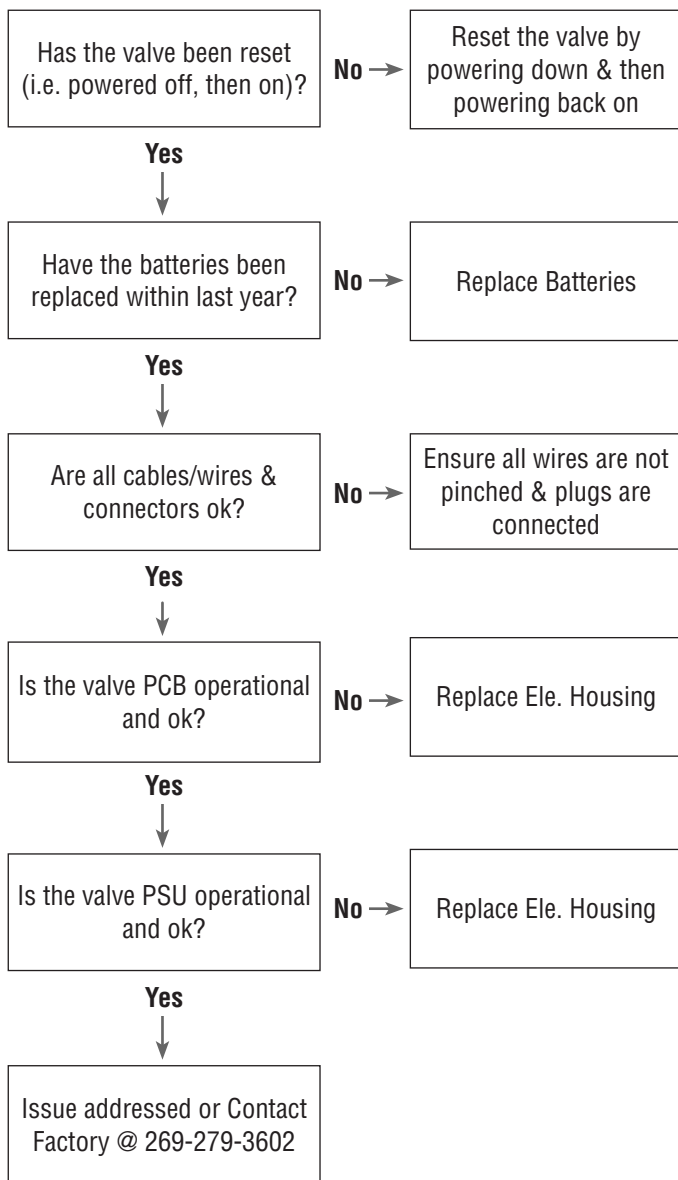 Has the valve been reset
(i.e. powered off, then on)?
No
Reset the valve by
powering down & then
powering back on
Yes
Have the batteries been
replaced within last year?
No
Replace Batteries
Yes
Are all cables/wires &
connectors ok?
No
Ensure all wires are not
pinched & plugs are
connected
Yes
Is the valve PCB operational
and ok?
No
Replace Ele. Housing
Yes
Is the valve PSU operational
and ok?
No
Replace Ele. Housing
Yes
Issue addressed or Contact
Factory @ 269-279-3602